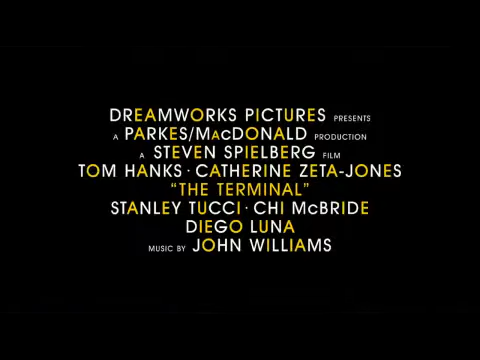 DREAMWORKS PICTURES PRESENTS
A PARKES/MACDONALD PRODUCTION
A STEVEN SPIELBERG FILM
TOM HANKS · CATHERINE ZETA-JONES
“THE TERMINAL”
STANLEY TUCCI · CHI McBRIDE
DIEGO LUNA
MUSIC BY JOHN WILLIAMS